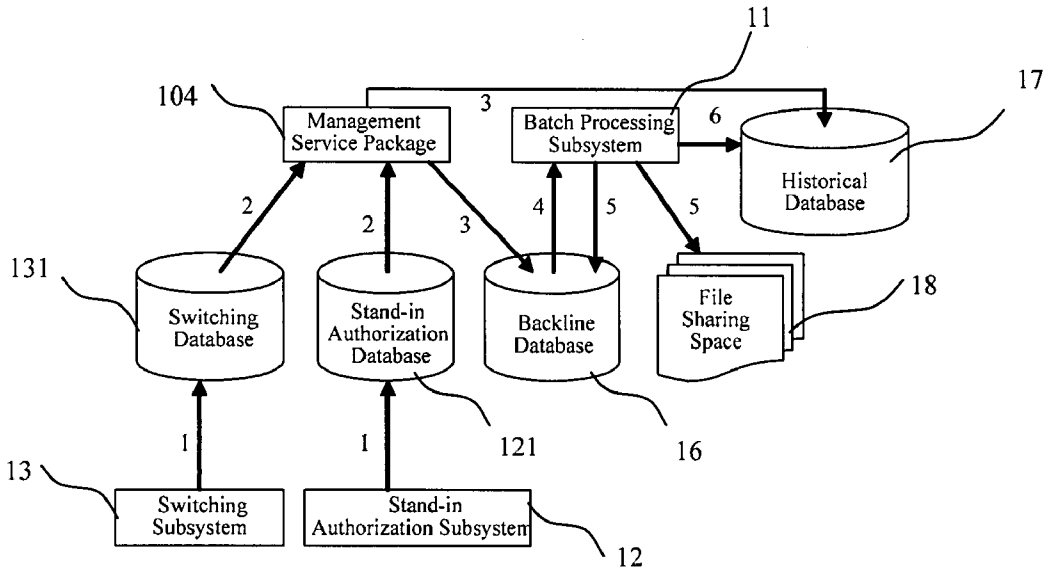 11
17
104
3
Management
Service Package
Batch Processing
Subsystem
6
Historical
Database
2
2
3
4
5
5
131
Switching
Database
Stand-in
Authorization
Database
Backline
Database
File
Sharing
Space
18
1
1
121
16
13
Switching
Subsystem
Stand-in
Authorization Subsystem
12